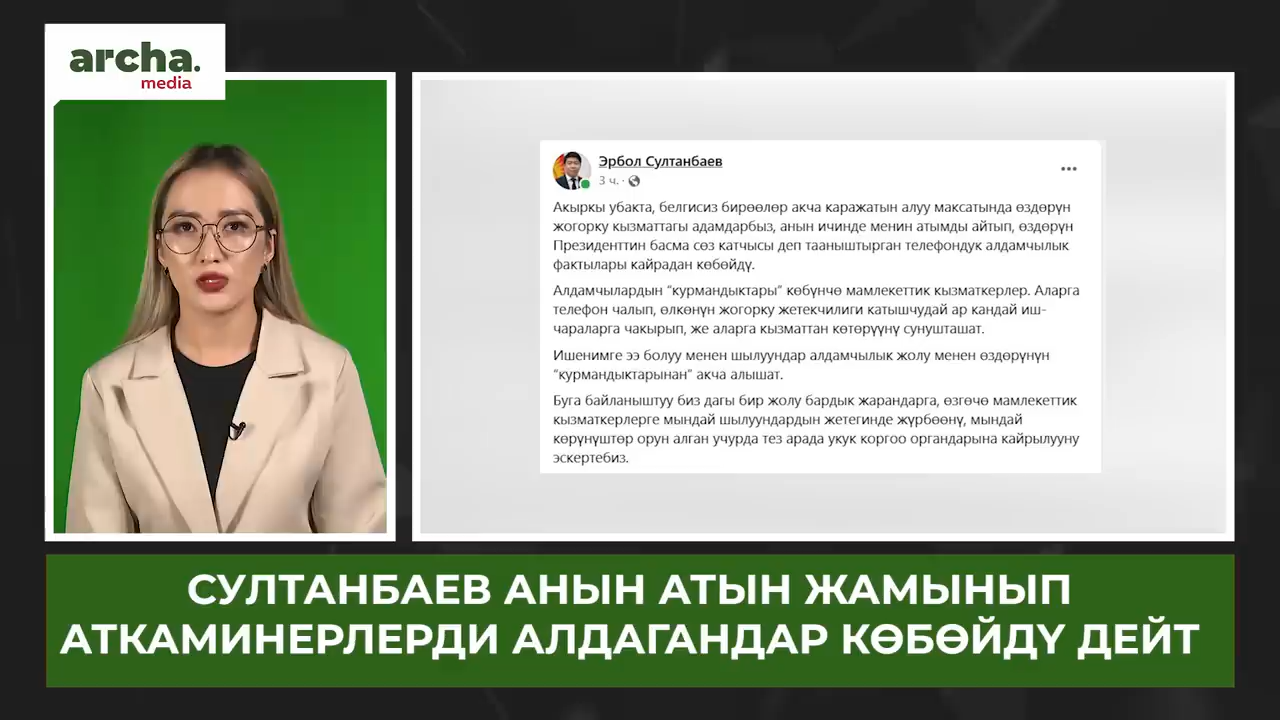 archa.
media
Эрбол Султанбаев
3 ч. ·
Акыркы убакта, белгисиз бирөөлөр акча каражатын алуу максатында өздөрүн
жогорку кызматтагы адамдарбыз, анын ичинде менин атымды айтып, өздөрүн
Президенттин басма сөз катчысы деп тааныштырган телефондук алдамчылык
фактылары кайрадан көбөйдү.
Алдамчылардын “курмандыктары” көбүнчө мамлекеттик кызматкерлер. Аларга
телефон чалып, өлкөнүн жогорку жетекчилиги катышчудай ар кандай иш-
чараларга чакырып, же аларга кызматтан көтөрүүнү сунушташат.
Ишенимге ээ болуу менен шылуундар алдамчылык жолу менен өздөрүнүн
“курмандыктарынан” акча алышат.
Буга байланыштуу биз дагы бир жолу бардык жарандарга, өзгөчө мамлекеттик
кызматкерлерге мындай шылуундардын жетегинде жүрбөөнү, мындай
көрүнүштөр орун алган учурда тез арада укук коргоо органдарына кайрылууну
эскертебиз.
СУЛТАНБАЕВ АНЫН АТЫН ЖАМЫНЫП
АТКАМИНЕРЛЕРДИ АЛДАГАНДАР КӨБӨЙДҮ ДЕЙТ